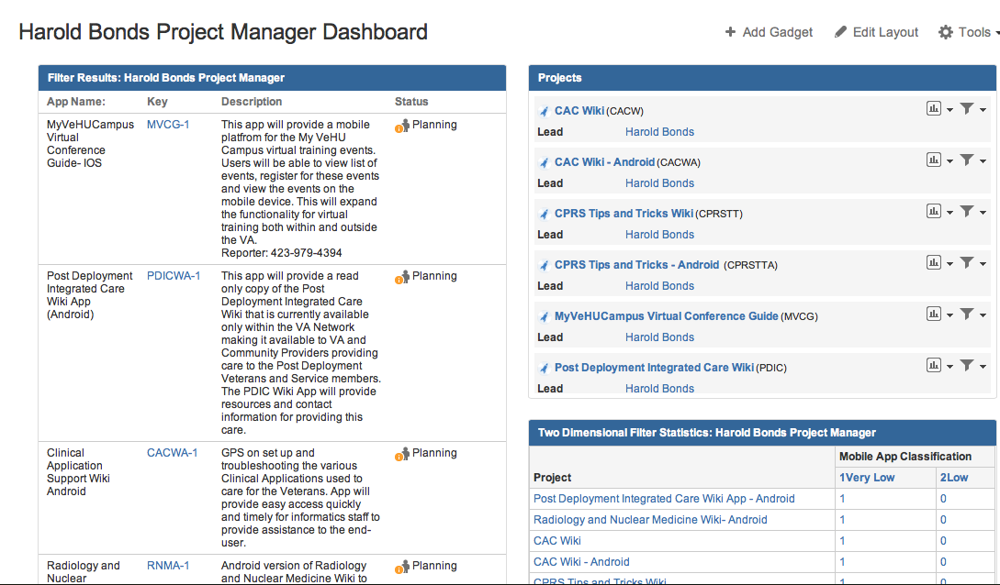 Harold Bonds Project Manager Dashboard
Add Gadget
Edit Layout
Tools
Filter Results: Harold Bonds Project Manager
App Name:
Key
Description
Status
MyVeHUCampus
Virtual
Conference
Guide- IOS
MVCG-1
This app will provide a mobile
platfrom for the My VeHU
Campus virtual training events.
Users will be able to view list of
events, register for these events
and view the events on the
mobile device. This will expand
the functionality for virtual
training both within and outside
the VA.
Reporter: 423-979-4394
Planning
Post Deployment
Integrated Care
Wiki App
(Android)
PDICWA-1
This app will provide a read
only copy of the Post
Deployment Integrated Care
Wiki that is currently available
only within the VA Network
making it available to VA and
Community Providers providing
care to the Post Deployment
Veterans and Service members.
The PDIC Wiki App will provide
resources and contact
information for providing this
care.
Planning
Clinical
Application
Support Wiki
Android
CACWA-1
GPS on set up and
troubleshooting the various
Clinical Applications used to
care for the Veterans. App will
provide easy access quickly
and timely for informatics staff to
provide assistance to the end-
user.
Planning
Radiology and
Nuclear
RNMA-1
Android version of Radiology
and Nuclear Medicine Wiki to
Planning
Projects
CAC Wiki (CACW)
Lead Harold Bonds
CAC Wiki - Android (CACWA)
Lead Harold Bonds
CPRS Tips and Tricks Wiki (CPRSTT)
Lead Harold Bonds
CPRS Tips and Tricks - Android (CPRSTTA)
Lead Harold Bonds
MyVeHUCampus Virtual Conference Guide (MVCG)
Lead Harold Bonds
Post Deployment Integrated Care Wiki (PDIC)
Lead Harold Bonds
Two Dimensional Filter Statistics: Harold Bonds Project Manager
Mobile App Classification
Project 1Very Low 2Low
Post Deployment Integrated Care Wiki App - Android 1 0
Radiology and Nuclear Medicine Wiki- Android 1 0
CAC Wiki 1 0
CAC Wiki - Android 1 0
CPRS Tips and Tricks Wiki 1 0